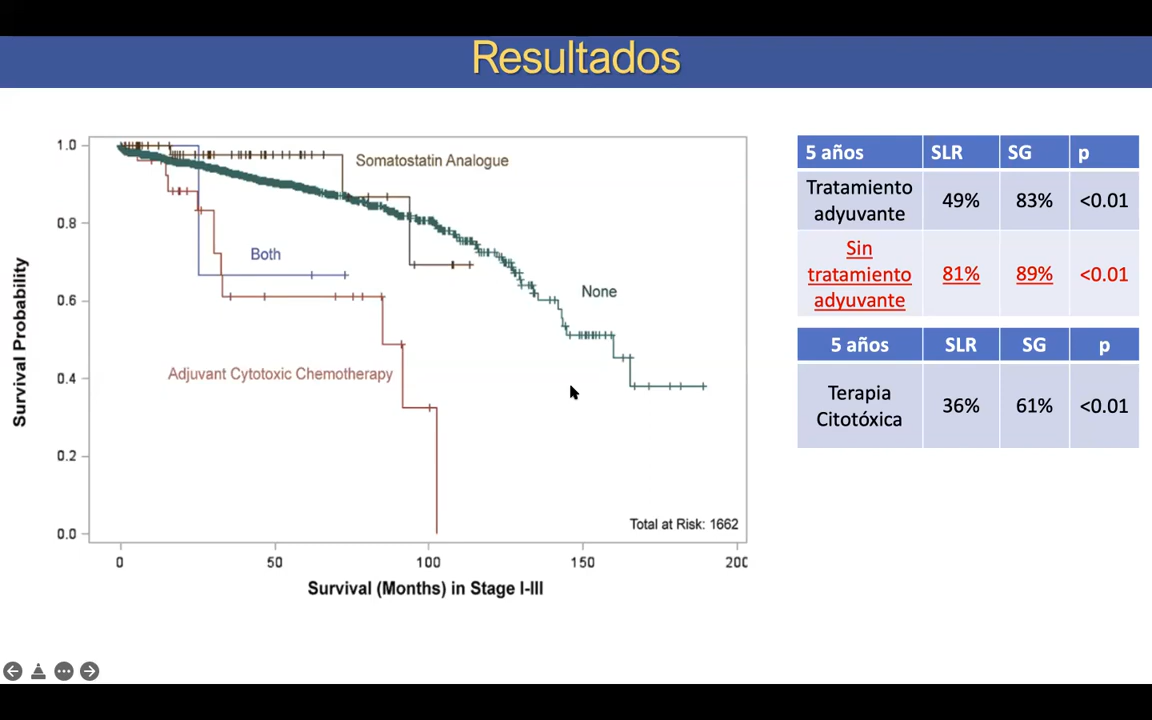 Resultados
1.0
0.8
0.6
0.4
0.2
0.0
Survival Probability
Somatostatin Analogue
Both
None
Adjuvant Cytotoxic Chemotherapy
Total at Risk: 1662
0 50 100 150 200
Survival (Months) in Stage I-III
5 años SLR SG p
Tratamiento
adyuvante 49% 83% <0.01
Sin
tratamiento
adyuvante 81% 89% <0.01
5 años SLR SG p
Terapia
Citotóxica 36% 61% <0.01